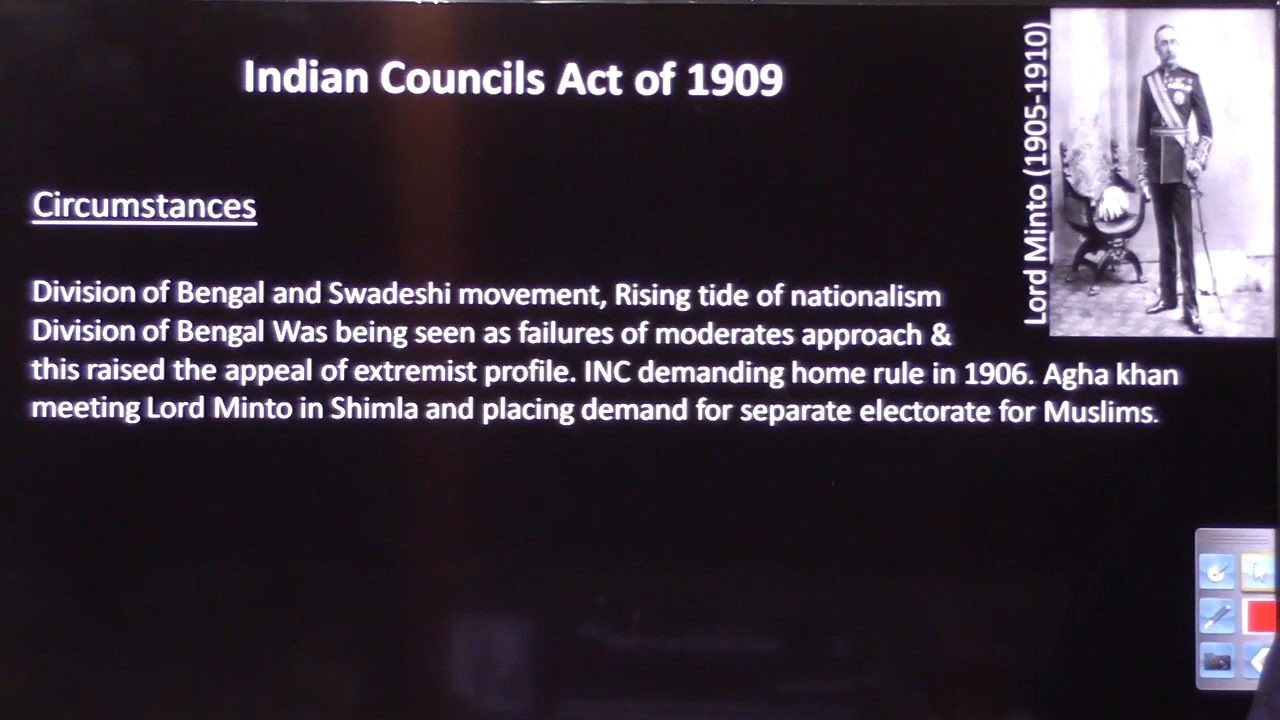 Indian Councils Act of 1909
Lord Minto (1905-1910)
Circumstances
Division of Bengal and Swadeshi movement, Rising tide of nationalism
Division of Bengal Was being seen as failures of moderates approach &
this raised the appeal of extremist profile. INC demanding home rule in 1906. Agha khan
meeting Lord Minto in Shimla and placing demand for separate electorate for Muslims.